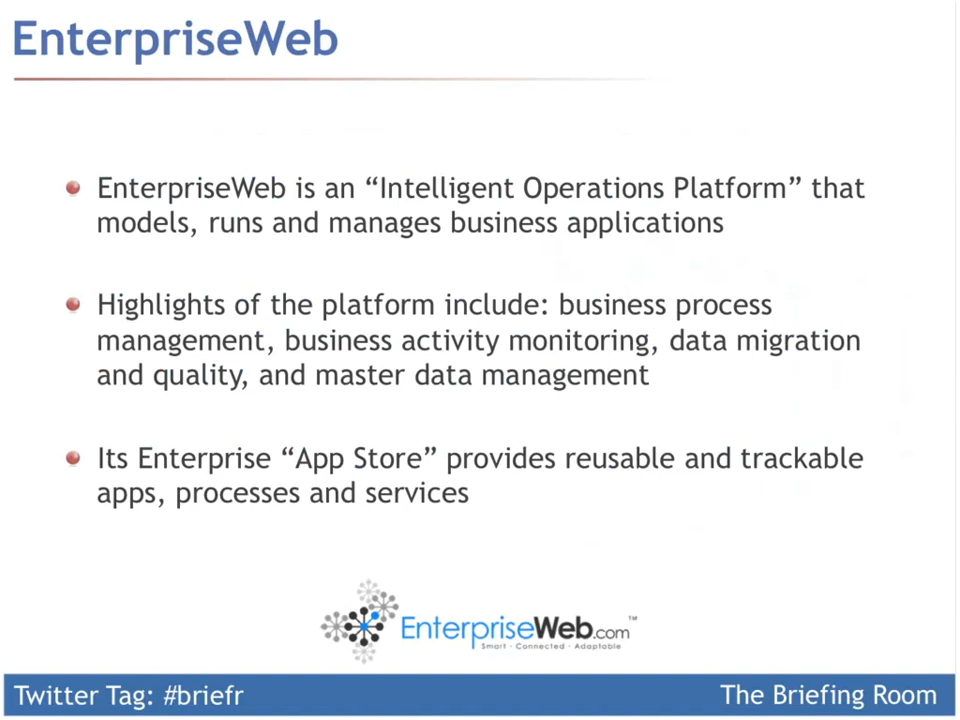 EnterpriseWeb
EnterpriseWeb is an “Intelligent Operations Platform” that
models, runs and manages business applications
Highlights of the platform include: business process
management, business activity monitoring, data migration
and quality, and master data management
Its Enterprise “App Store” provides reusable and trackable
apps, processes and services
EnterpriseWeb.com™
Smart · Connected · Adaptable
Twitter Tag: #briefr
The Briefing Room